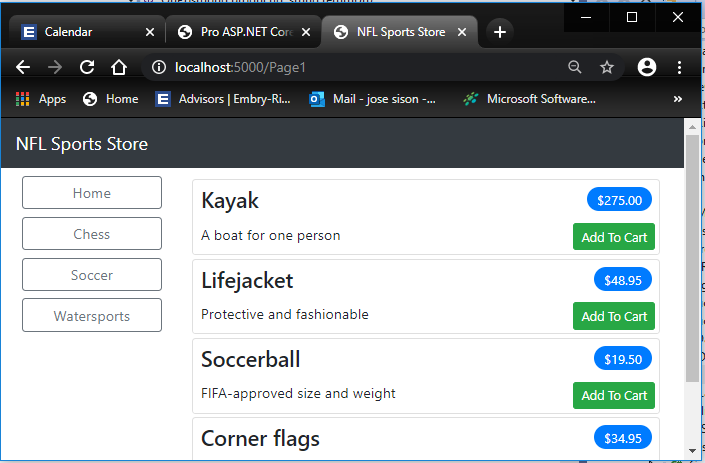 Calendar
Pro ASP.NET Core
NFL Sports Store
localhost:5000/Page1
Apps
Home
Advisors | Embry-Ri...
Mail - jose sison -...
Microsoft Software...
NFL Sports Store
Home
Chess
Soccer
Watersports
Kayak
$275.00
A boat for one person
Add To Cart
Lifejacket
$48.95
Protective and fashionable
Add To Cart
Soccerball
$19.50
FIFA-approved size and weight
Add To Cart
Corner flags
$34.95